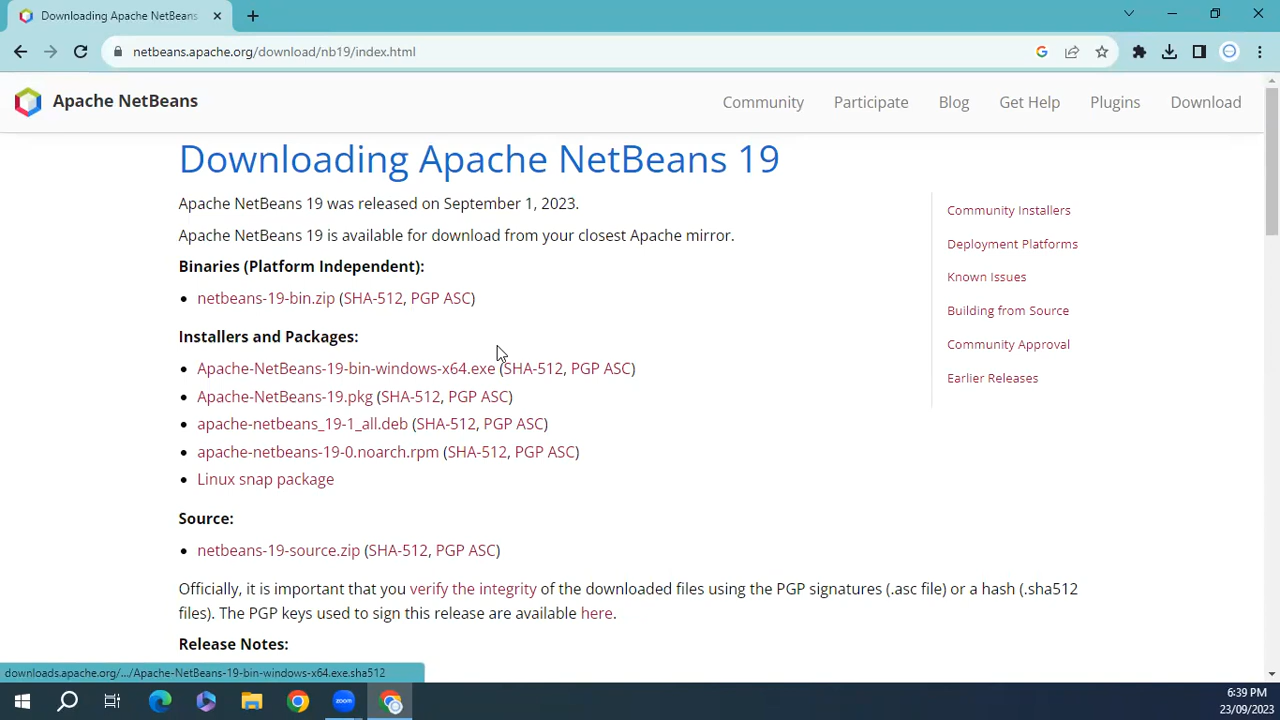 Downloading Apache NetBeans
netbeans.apache.org/download/nb19/index.html
Apache NetBeans
Community
Participate
Blog
Get Help
Plugins
Download
Downloading Apache NetBeans 19
Apache NetBeans 19 was released on September 1, 2023.
Apache NetBeans 19 is available for download from your closest Apache mirror.
Binaries (Platform Independent):
netbeans-19-bin.zip (SHA-512, PGP ASC)
Installers and Packages:
Apache-NetBeans-19-bin-windows-x64.exe (SHA-512, PGP ASC)
Apache-NetBeans-19.pkg (SHA-512, PGP ASC)
apache-netbeans_19-1_all.deb (SHA-512, PGP ASC)
apache-netbeans-19-0.noarch.rpm (SHA-512, PGP ASC)
Linux snap package
Source:
netbeans-19-source.zip (SHA-512, PGP ASC)
Officially, it is important that you verify the integrity of the downloaded files using the PGP signatures (.asc file) or a hash (.sha512
files). The PGP keys used to sign this release are available here.
Release Notes:
Community Installers
Deployment Platforms
Known Issues
Building from Source
Community Approval
Earlier Releases
downloads.apache.org/.../Apache-NetBeans-19-bin-windows-x64.exe.sha512
zoom
6:39 PM
23/09/2023